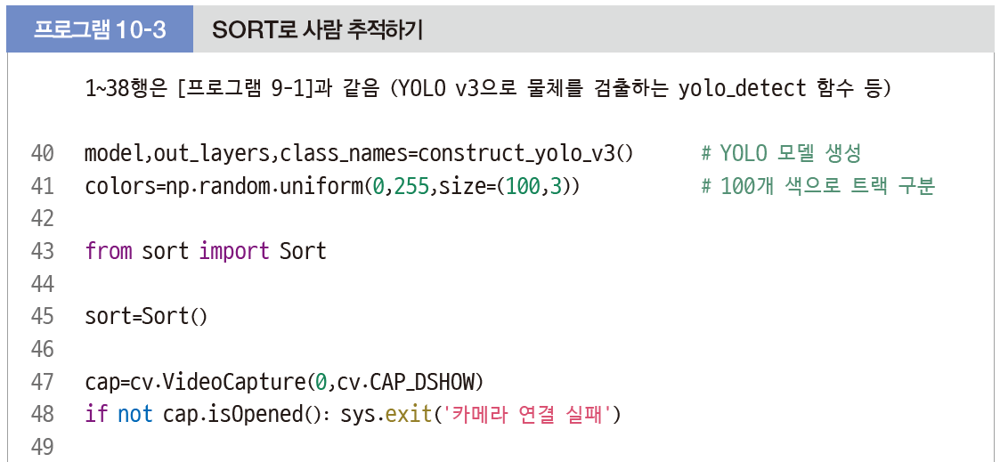 프로그램 10-3 SORT로 사람 추적하기
1~38행은 [프로그램 9-1]과 같음 (YOLO v3으로 물체를 검출하는 yolo_detect 함수 등)
40 model,out_layers,class_names=construct_yolo_v3() # YOLO 모델 생성
41 colors=np.random.uniform(0,255,size=(100,3)) # 100개 색으로 트랙 구분
42
43 from sort import Sort
44
45 sort=Sort()
46
47 cap=cv.VideoCapture(0,cv.CAP_DSHOW)
48 if not cap.isOpened(): sys.exit('카메라 연결 실패')
49